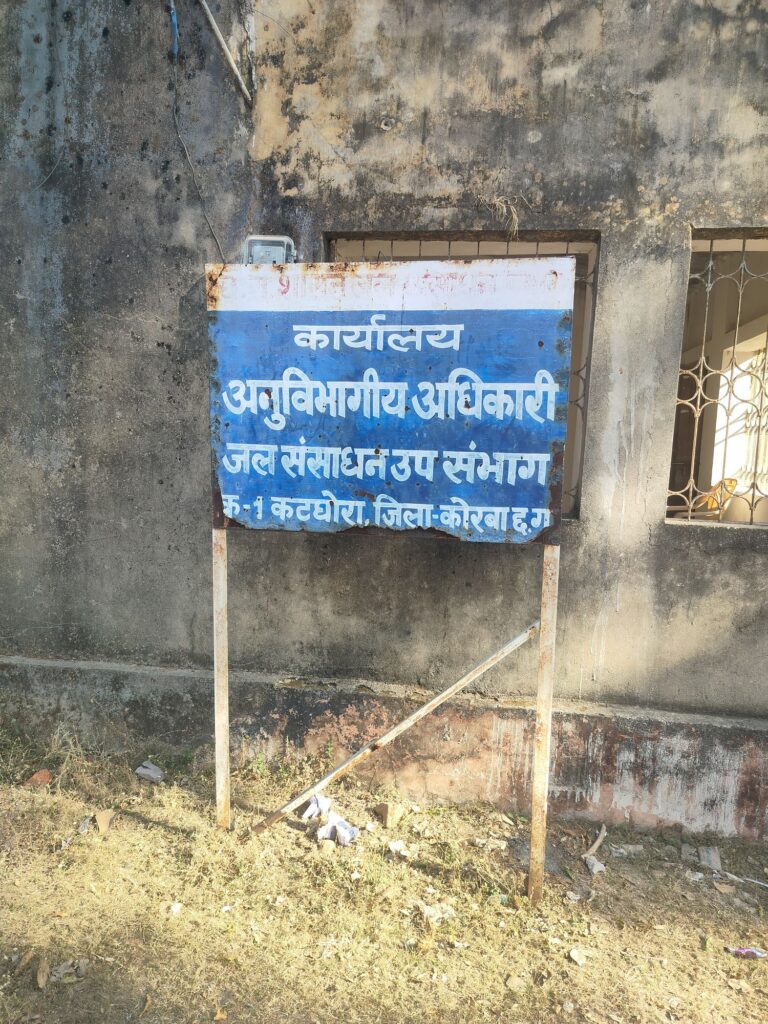 कार्यालय
अनुविभागीय अधिकारी
जल संसाधन उप संभाग
क्र-1 कटघोरा, जिला-कोरबा छ.ग